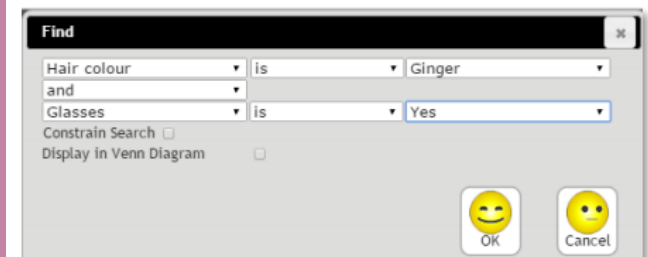 Find
Hair colour is Ginger
and
Glasses is Yes
Constrain Search
Display in Venn Diagram
OK Cancel